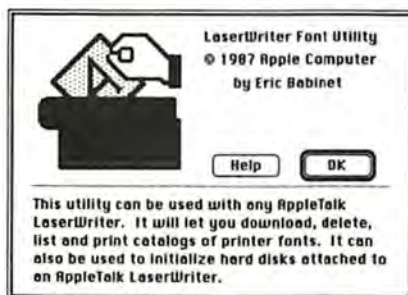 LaserWriter Font Utility
© 1987 Apple Computer
by Eric Babinet
Help
OK
This utility can be used with any AppleTalk
LaserWriter. It will let you download, delete,
list and print catalogs of printer fonts. It can
also be used to initialize hard disks attached to
an AppleTalk LaserWriter.